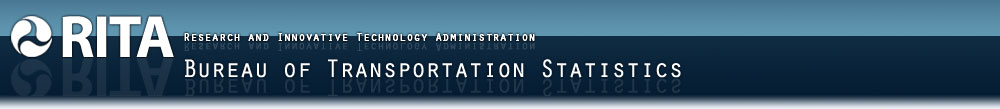 RITA
Research and Innovative Technology Administration
Bureau of Transportation Statistics